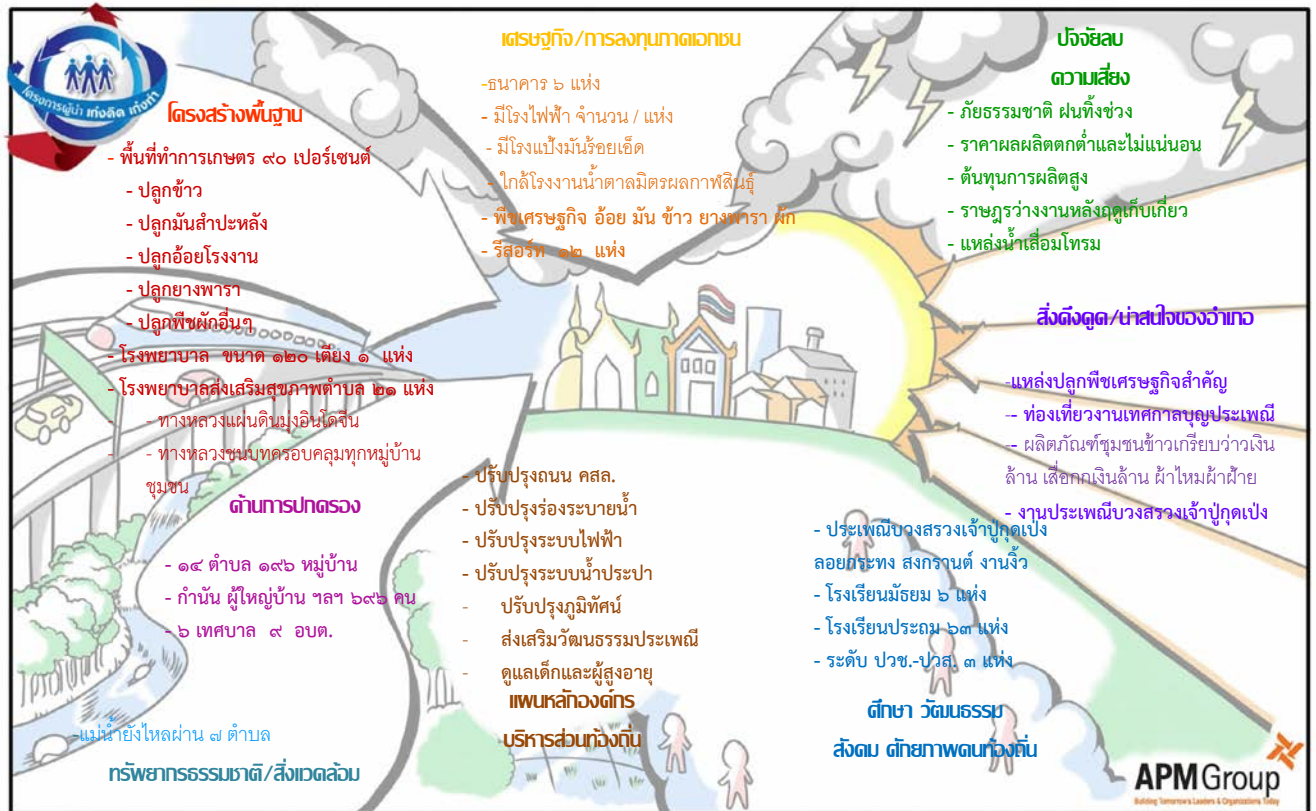 โครงการผู้นำ เก่งคิด เก่งทำ
โครงสร้างพื้นฐาน
- พื้นที่ทำการเกษตร ๙๐ เปอร์เซนต์
- ปลูกข้าว
- ปลูกมันสำปะหลัง
- ปลูกอ้อยโรงงาน
- ปลูกยางพารา
- ปลูกพืชผักอื่นๆ
- โรงพยาบาล ขนาด ๑๒๐ เตียง ๑ แห่ง
- โรงพยาบาลส่งเสริมสุขภาพตำบล ๒๑ แห่ง
- - ทางหลวงแผ่นดินมุ่งอินโดจีน
- - ทางหลวงชนบทครอบคลุมทุกหมู่บ้าน
ชุมชน
เศรษฐกิจ/การลงทุนภาคเอกชน
-ธนาคาร ๖ แห่ง
- มีโรงไฟฟ้า จำนวน / แห่ง
- มีโรงแป้งมันร้อยเอ็ด
- ใกล้โรงงานน้ำตาลมิตรผลกาฬสินธุ์
- พืชเศรษฐกิจ อ้อย มัน ข้าว ยางพารา ผัก
- รีสอร์ท ๑๒ แห่ง
ปัจจัยลบ
ความเสี่ยง
- ภัยธรรมชาติ ฝนทิ้งช่วง
- ราคาผลผลิตตกต่ำและไม่แน่นอน
- ต้นทุนการผลิตสูง
- ราษฎรว่างงานหลังฤดูเก็บเกี่ยว
- แหล่งน้ำเสื่อมโทรม
สิ่งดึงดูด/น่าสนใจของอำเภอ
-แหล่งปลูกพืชเศรษฐกิจสำคัญ
-- ท่องเที่ยวงานเทศกาลบุญประเพณี
-- ผลิตภัณฑ์ชุมชนข้าวเกรียบว่าวเงิน
ล้าน เสื่อกกเงินล้าน ผ้าไหมผ้าฝ้าย
- งานประเพณีบวงสรวงเจ้าปู่กุดเป่ง
ด้านการปกครอง
- ๑๔ ตำบล ๑๙๖ หมู่บ้าน
- กำนัน ผู้ใหญ่บ้าน ฯลฯ ๖๙๖ คน
- ๖ เทศบาล ๙ อบต.
- ปรับปรุงถนน คสล.
- ปรับปรุงร่องระบายน้ำ
- ปรับปรุงระบบไฟฟ้า
- ปรับปรุงระบบน้ำประปา
- ปรับปรุงภูมิทัศน์
- ส่งเสริมวัฒนธรรมประเพณี
- ดูแลเด็กและผู้สูงอายุ
แผนหลักองค์กร
บริหารส่วนท้องถิ่น
- ประเพณีบวงสรวงเจ้าปู่กุดเป่ง
ลอยกระทง สงกรานต์ งานงิ้ว
- โรงเรียนมัธยม ๖ แห่ง
- โรงเรียนประถม ๖๓ แห่ง
- ระดับ ปวช.-ปวส. ๓ แห่ง
ศึกษา วัฒนธรรม
สังคม ศักยภาพคนท้องถิ่น
-แม่น้ำยังไหลผ่าน ๗ ตำบล
ทรัพยากรธรรมชาติ/สิ่งแวดล้อม
APM Group
Building Tomorrow's Leaders & Organizations Today